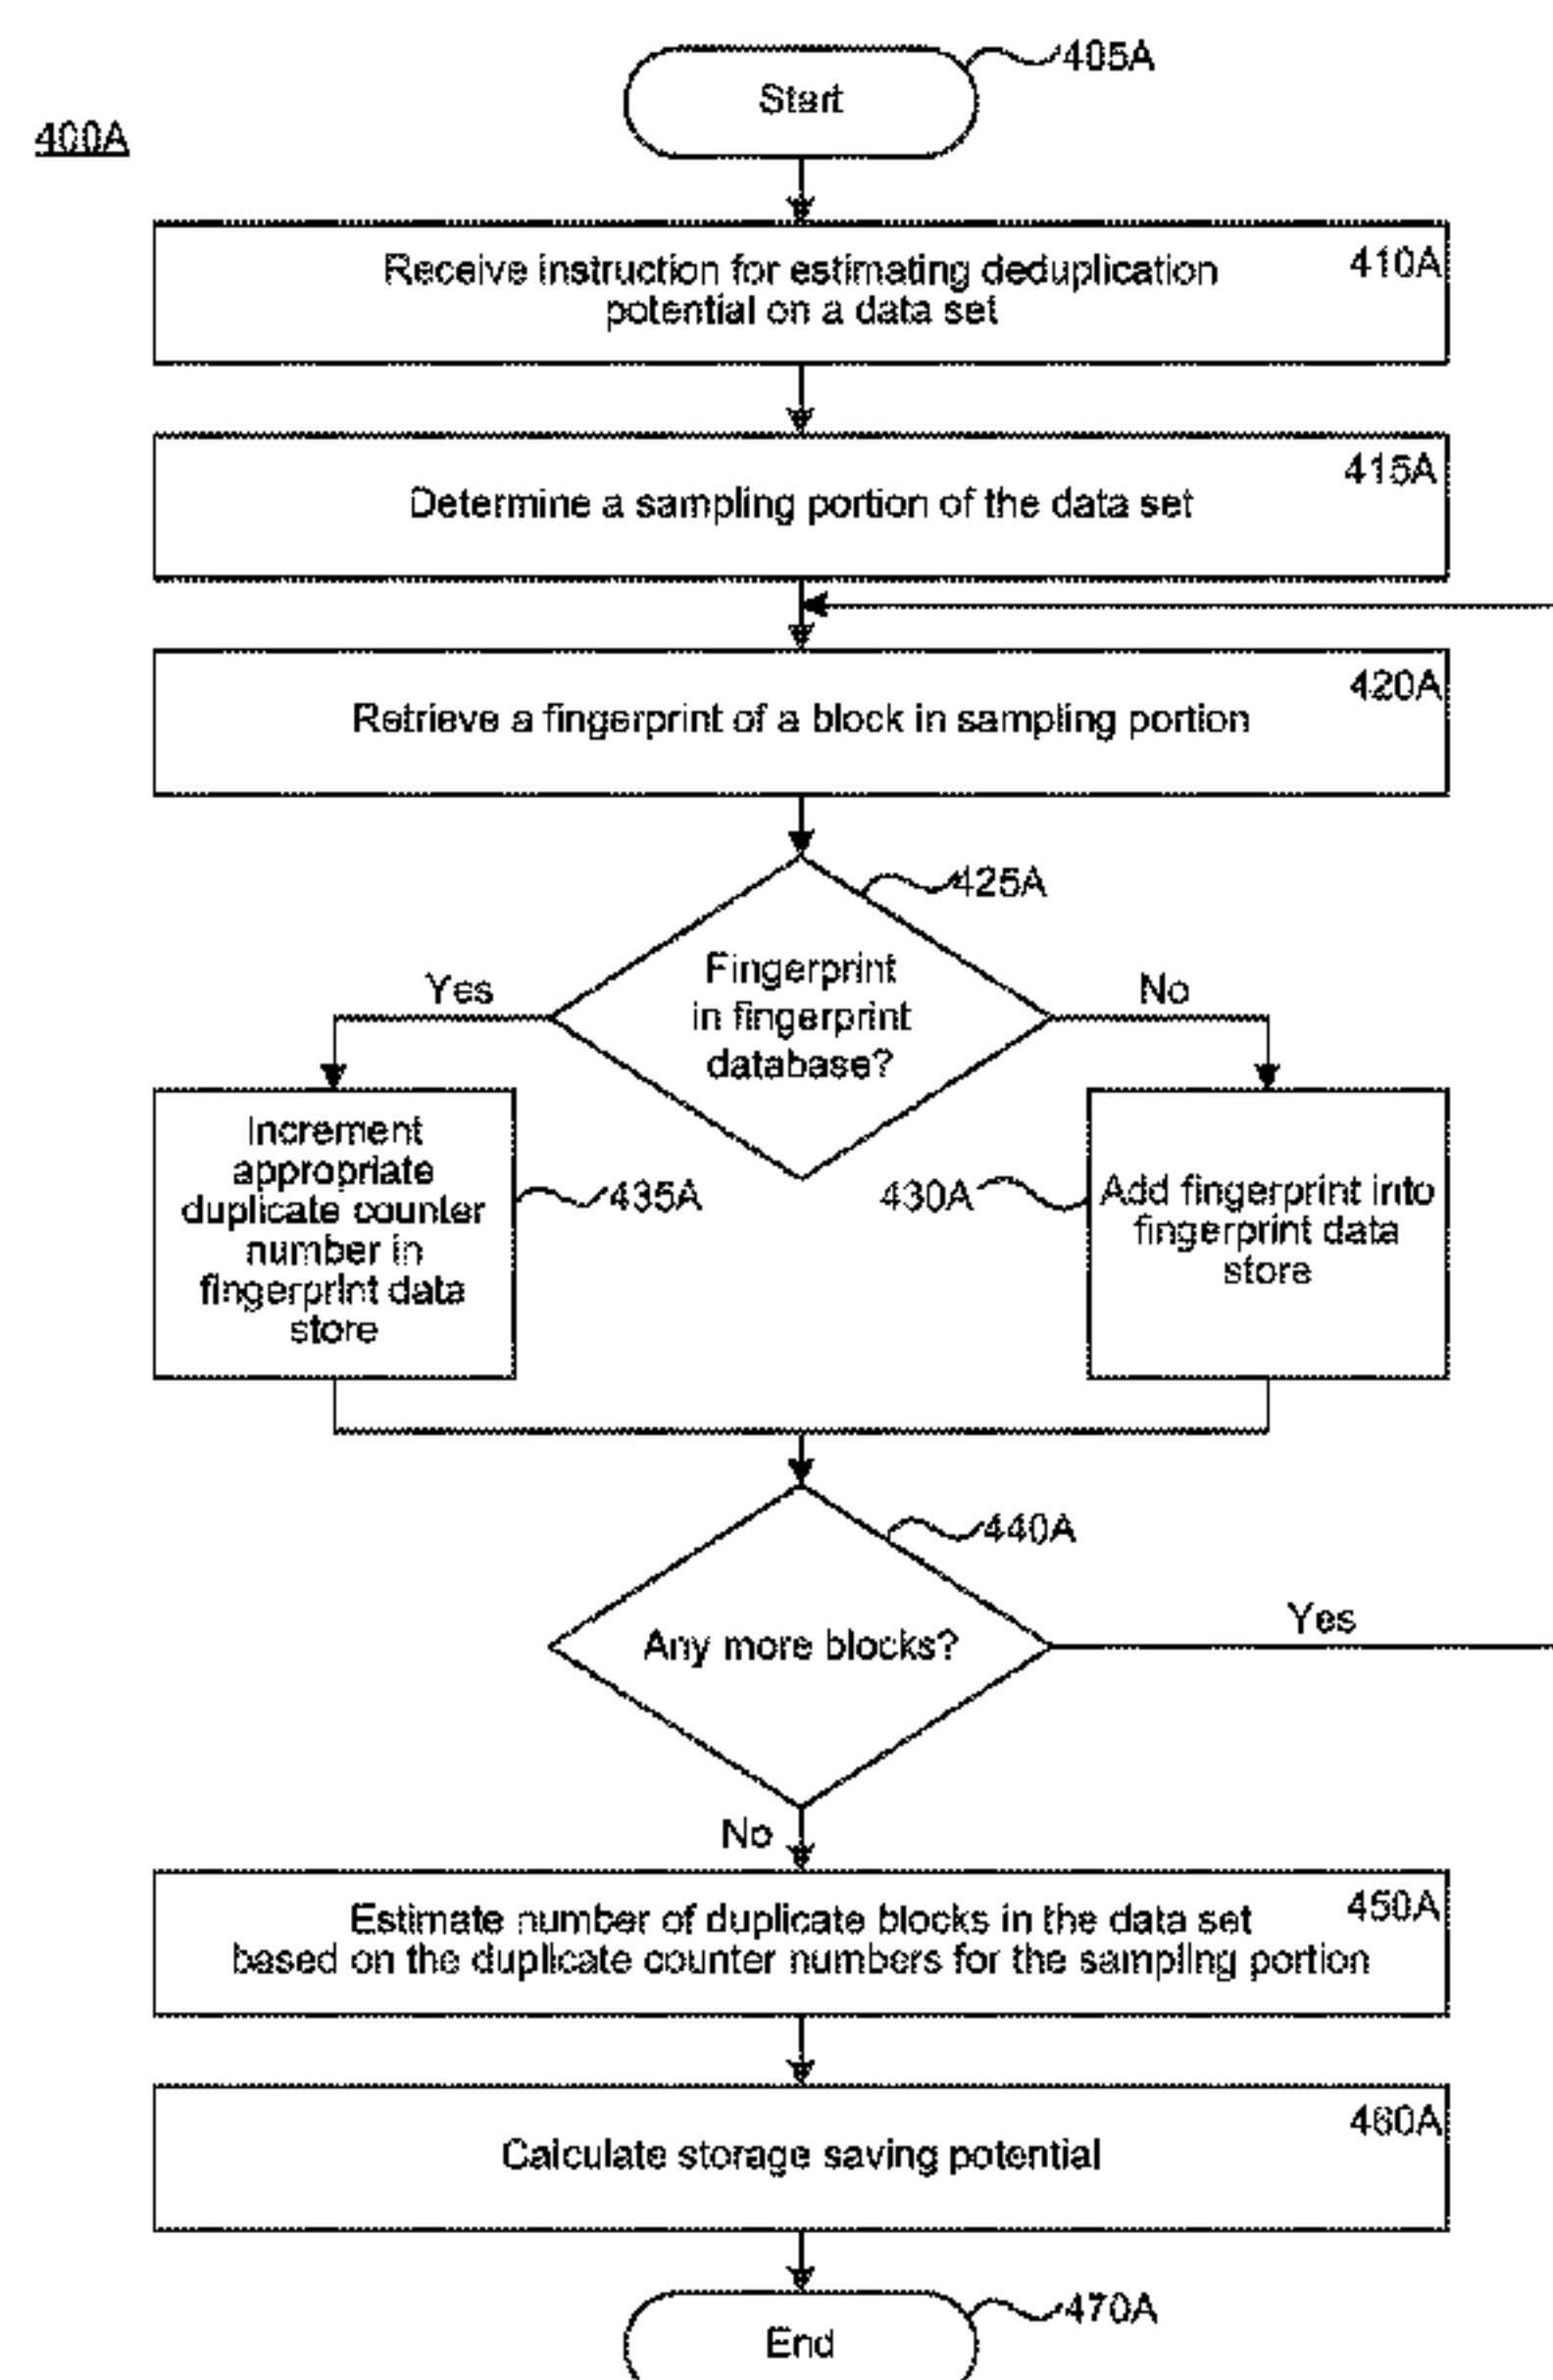 405A
Start
400A
410A
Receive instruction for estimating deduplication
potential on a data set
415A
Determine a sampling portion of the data set
420A
Retrieve a fingerprint of a block in sampling portion
425A
Fingerprint
in fingerprint
database?
Yes
No
Increment
appropriate
duplicate counter
number in
fingerprint data
store
435A
430A
Add fingerprint into
fingerprint data
store
440A
Any more blocks?
Yes
No
450A
Estimate number of duplicate blocks in the data set
based on the duplicate counter numbers for the sampling portion
460A
Calculate storage saving potential
470A
End